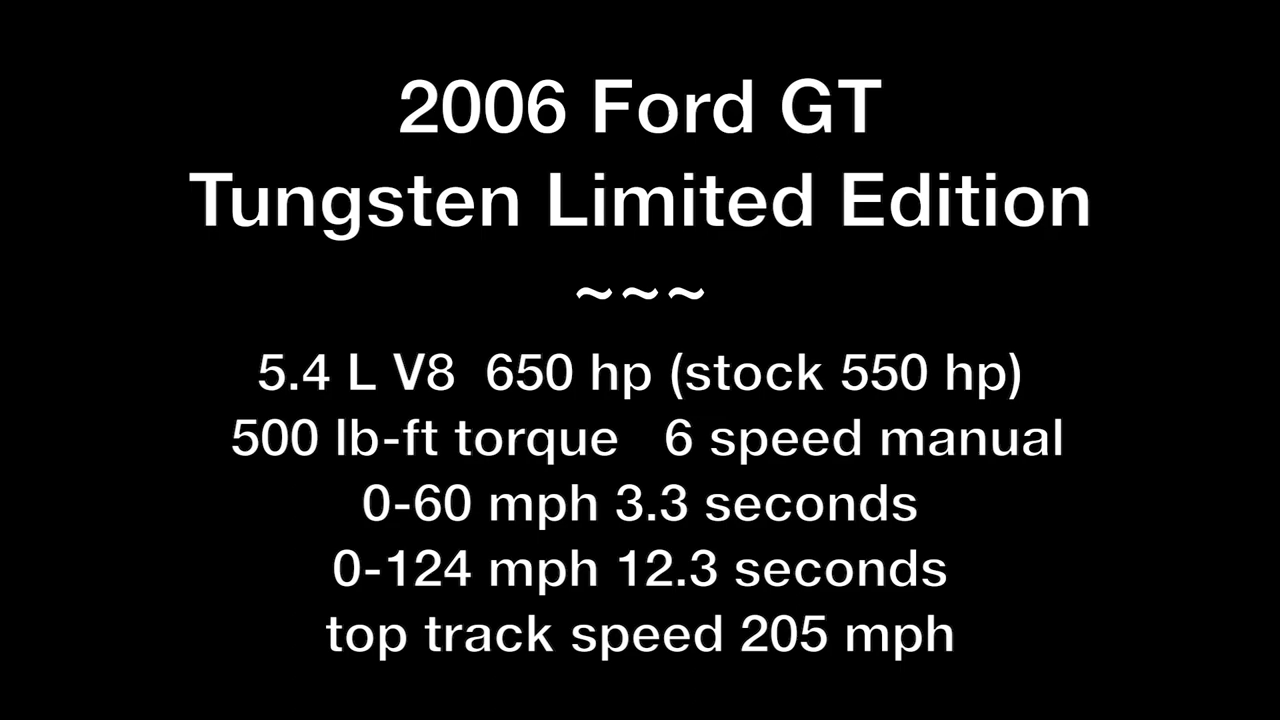 2006 Ford GT
Tungsten Limited Edition
~~~
5.4 L V8  650 hp (stock 550 hp)
500 lb-ft torque   6 speed manual
0-60 mph 3.3 seconds
0-124 mph 12.3 seconds
top track speed 205 mph